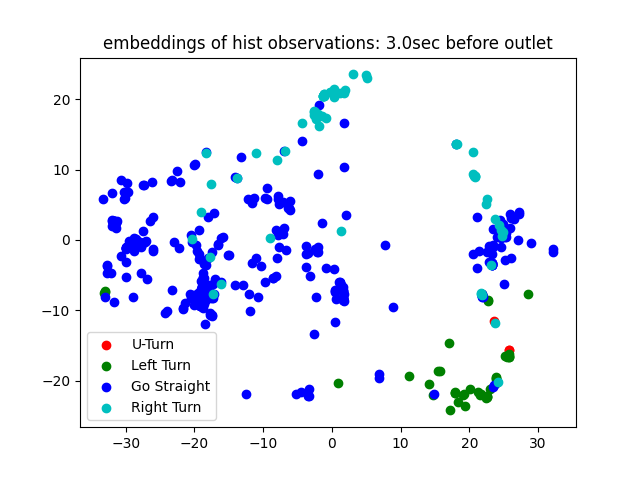 embeddings of hist observations: 3.0sec before outlet
20
10
0
−10
−20
U-Turn
Left Turn
Go Straight
Right Turn
−30 −20 −10 0 10 20 30